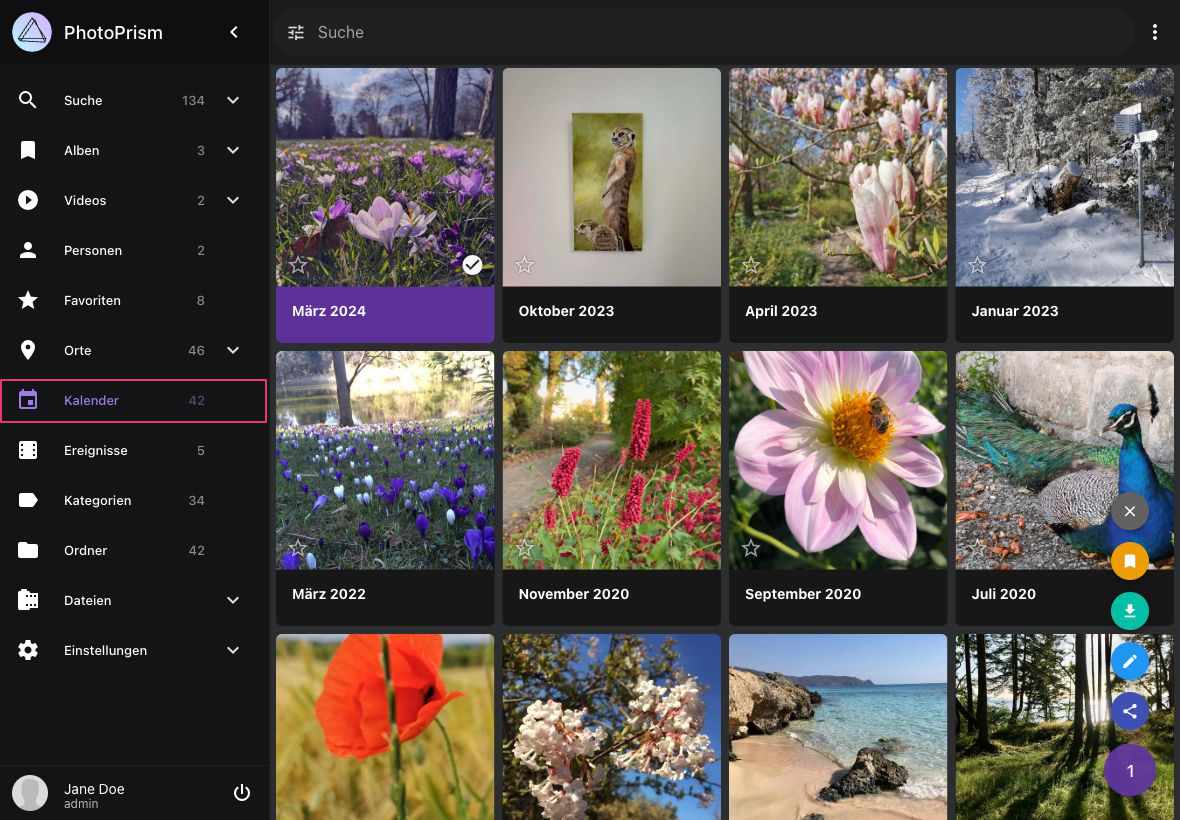 PhotoPrism
Suche
Suche 134
Alben 3
Videos 2
Personen 2
Favoriten 8
Orte 46
Kalender 42
Ereignisse 5
Kategorien 34
Ordner 42
Dateien
Einstellungen
Jane Doe
admin
März 2024
Oktober 2023
April 2023
Januar 2023
März 2022
November 2020
September 2020
Juli 2020
1